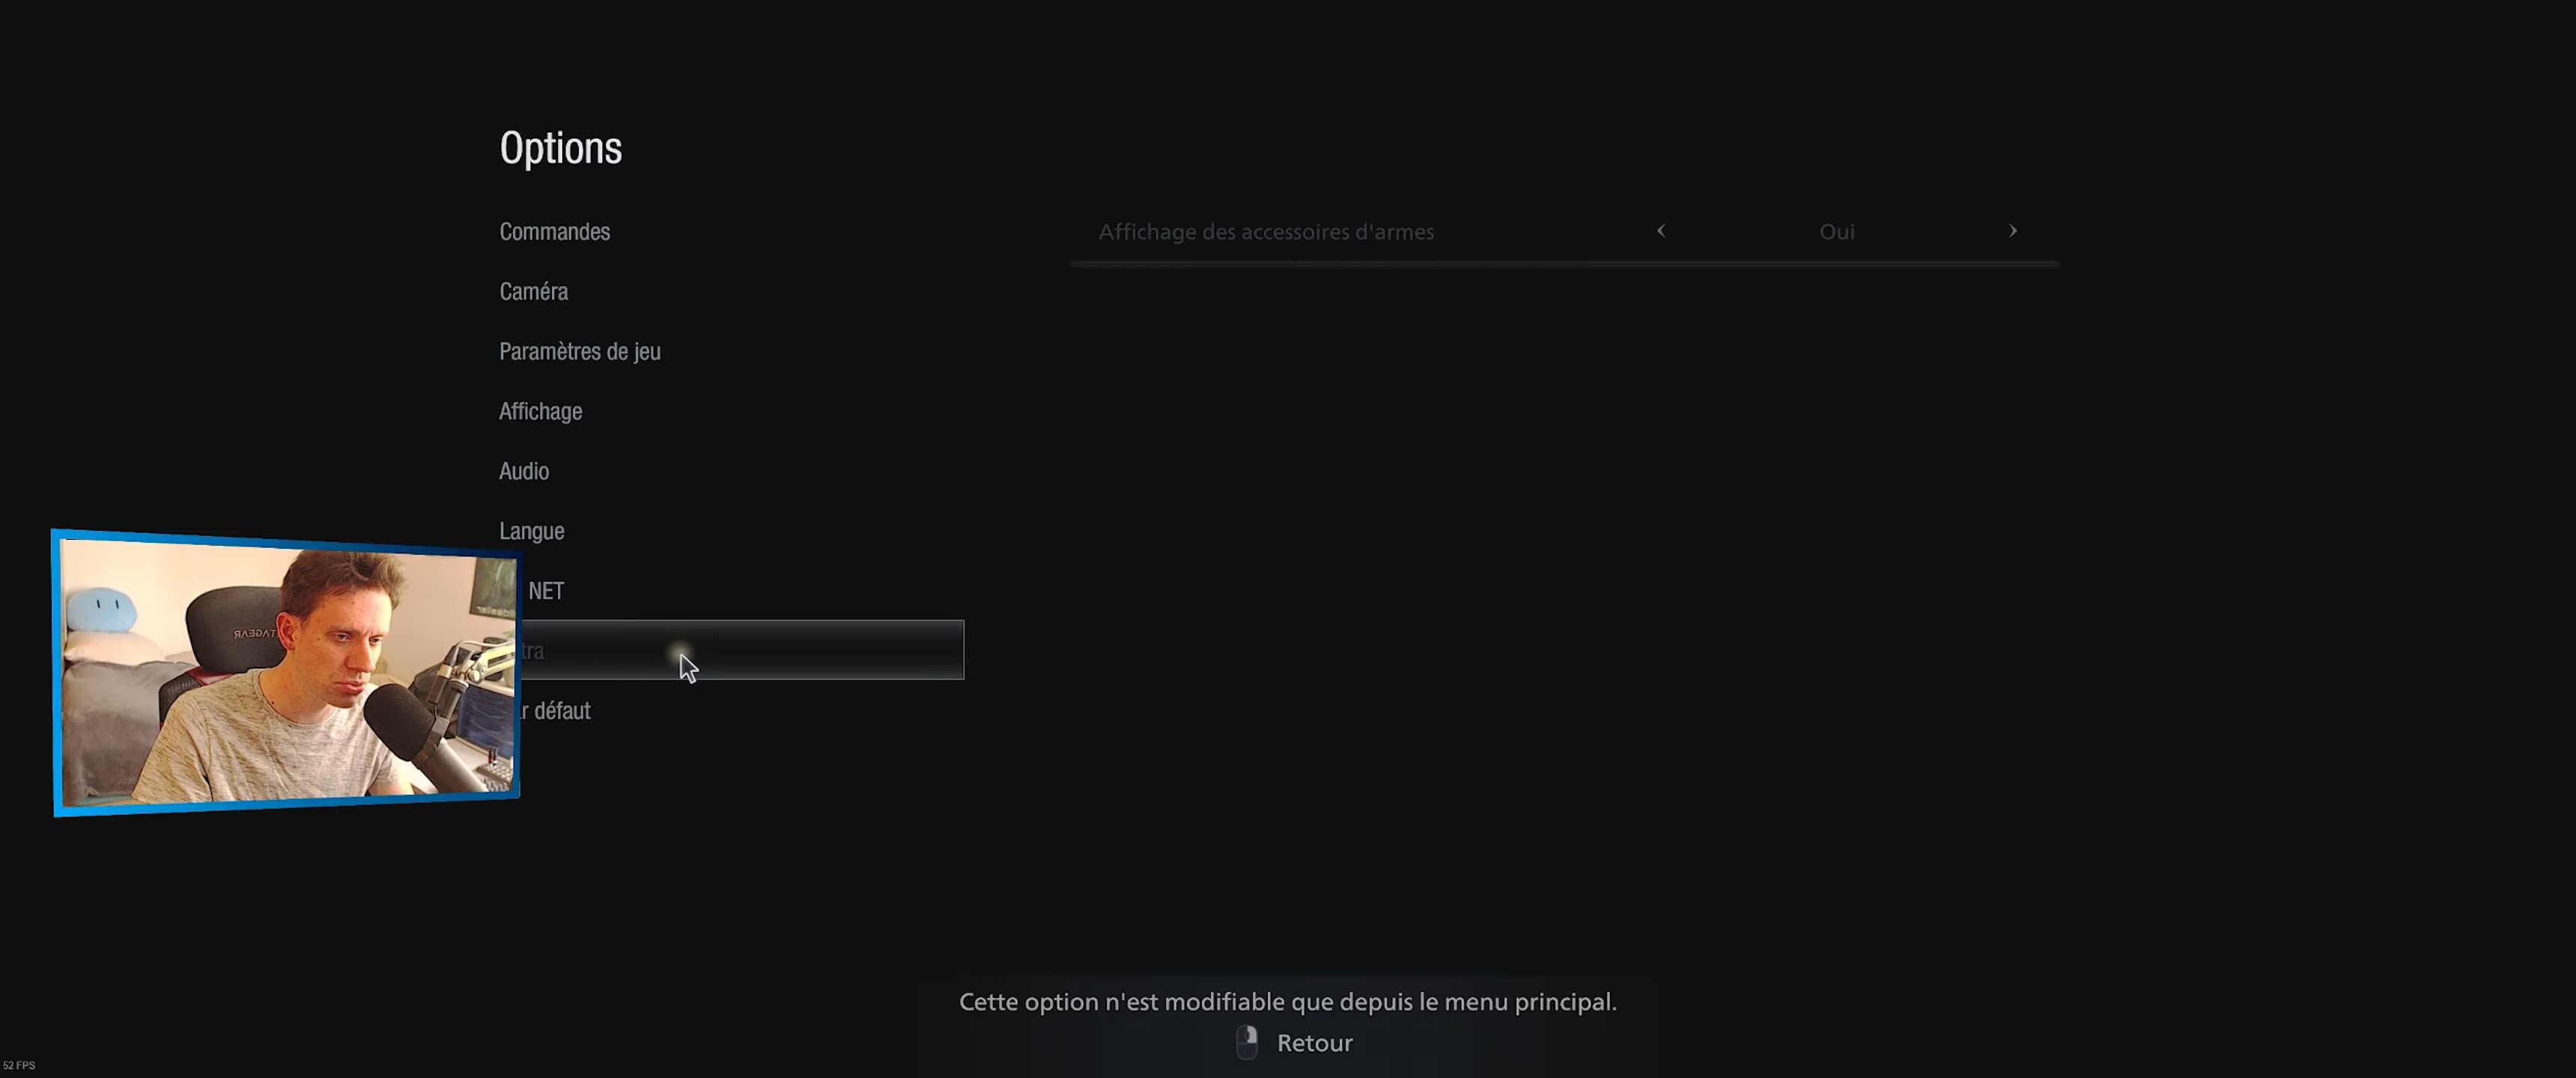 Options
Commandes
Affichage des accessoires d'armes
Oui
Caméra
Paramètres de jeu
Affichage
Audio
Langue
NET
défaut
Cette option n'est modifiable que depuis le menu principal.
Retour
52 FPS